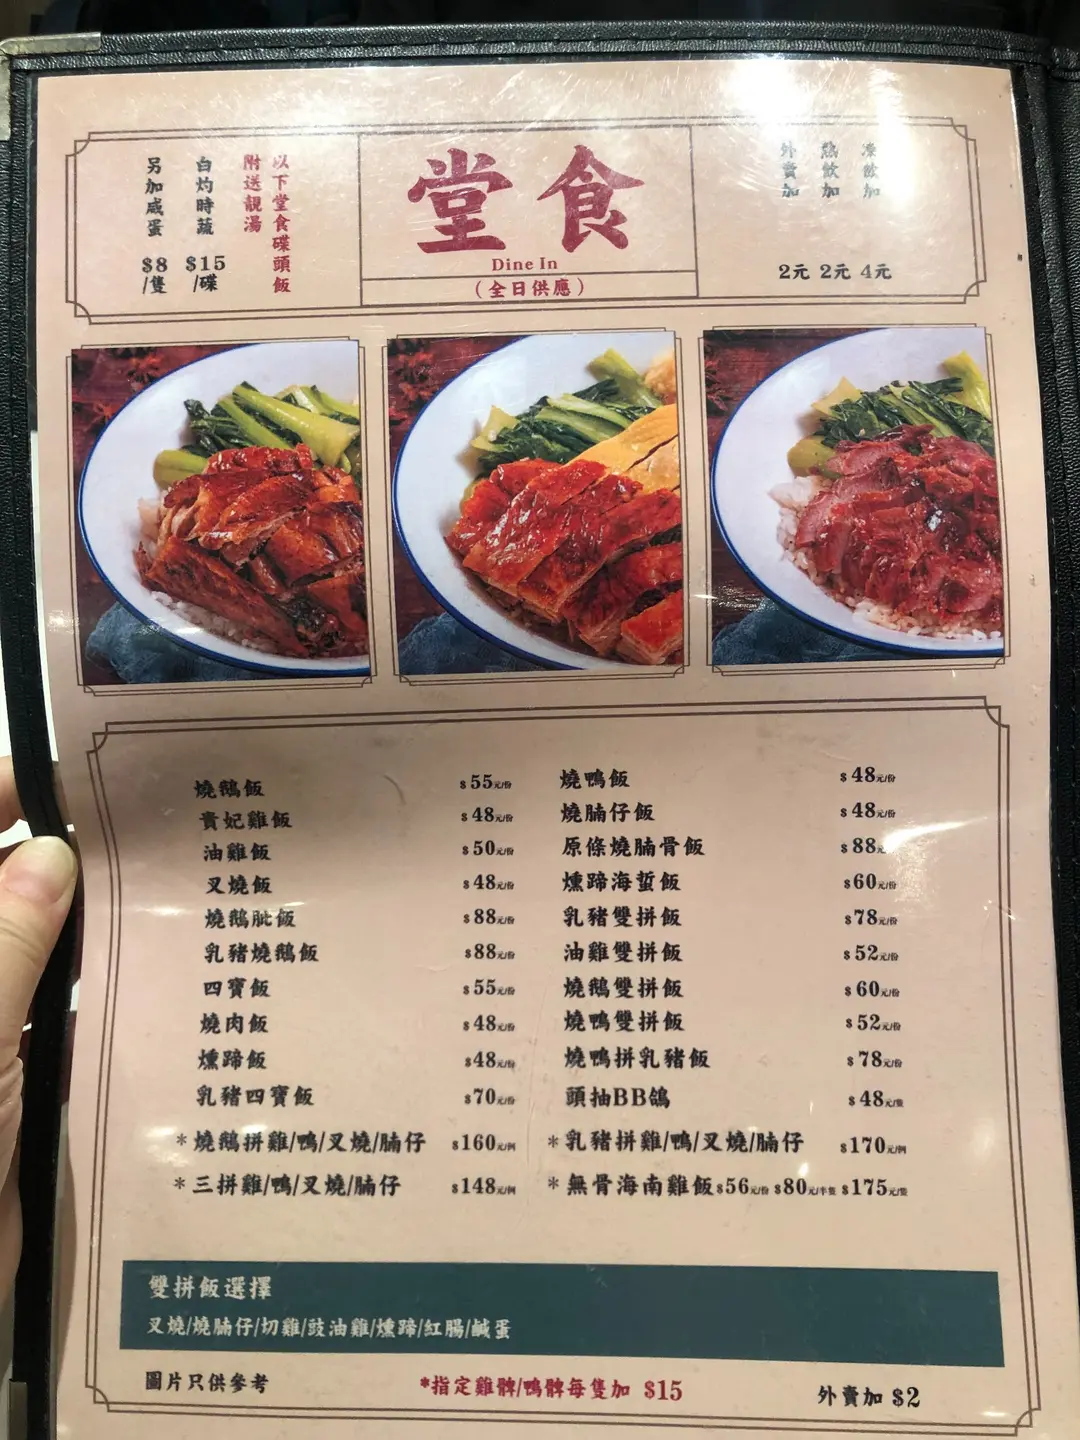 以下堂食碟頭飯
附送靚湯
白灼時蔬 $15/碟
另加咸蛋 $8/隻
堂食
Dine In
(全日供應)
凍飲加 4元
熱飲加 2元
外賣加 2元
燒鵝飯 $55元/份
貴妃雞飯 $48元/份
油雞飯 $50元/份
叉燒飯 $48元/份
燒鵝肶飯 $88元/份
乳豬燒鵝飯 $88元/份
四寶飯 $55元/份
燒肉飯 $48元/份
燻蹄飯 $48元/份
乳豬四寶飯 $70元/份
*燒鵝拼雞/鴨/叉燒/腩仔 $160元/例
*三拼雞/鴨/叉燒/腩仔 $148元/例
燒鴨飯 $48元/份
燒腩仔飯 $48元/份
原條燒腩骨飯 $88元
燻蹄海蜇飯 $60元/份
乳豬雙拼飯 $78元/份
油雞雙拼飯 $52元/份
燒鵝雙拼飯 $60元/份
燒鴨雙拼飯 $52元/份
燒鴨拼乳豬飯 $78元/份
頭抽BB鴿 $48元/隻
*乳豬拼雞/鴨/叉燒/腩仔 $170元/例
*無骨海南雞飯 $56元/份 $80元/半隻 $175元/隻
雙拼飯選擇
叉燒/燒腩仔/切雞/豉油雞/燻蹄/紅腸/鹹蛋
圖片只供參考
*指定雞髀/鴨髀每隻加 $15
外賣加 $2